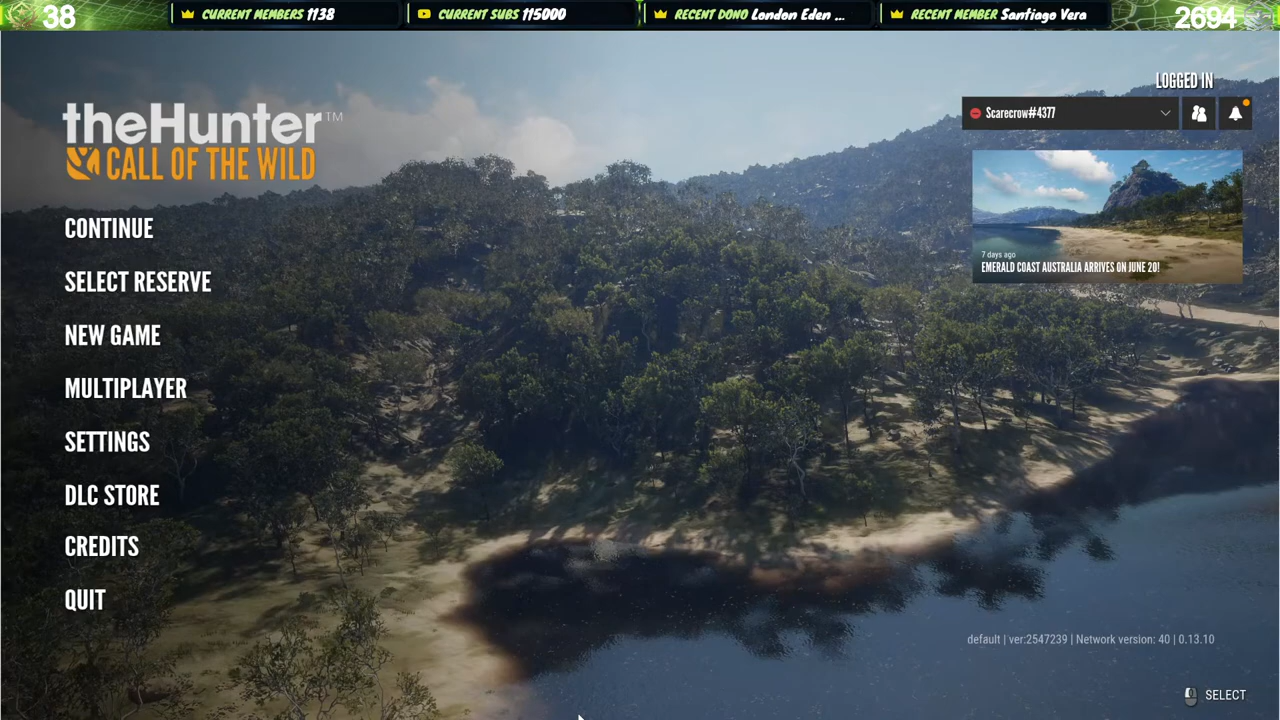 38
CURRENT MEMBERS 1138
CURRENT SUBS 115000
RECENT DONO London Eden ...
RECENT MEMBER Santiago Vera
2694
LOGGED IN
Scarecrow#4377
theHunter™
CALL OF THE WILD
7 days ago
EMERALD COAST AUSTRALIA ARRIVES ON JUNE 20!
CONTINUE
SELECT RESERVE
NEW GAME
MULTIPLAYER
SETTINGS
DLC STORE
CREDITS
QUIT
default | ver:2547239 | Network version: 40 | 0.13.10
SELECT